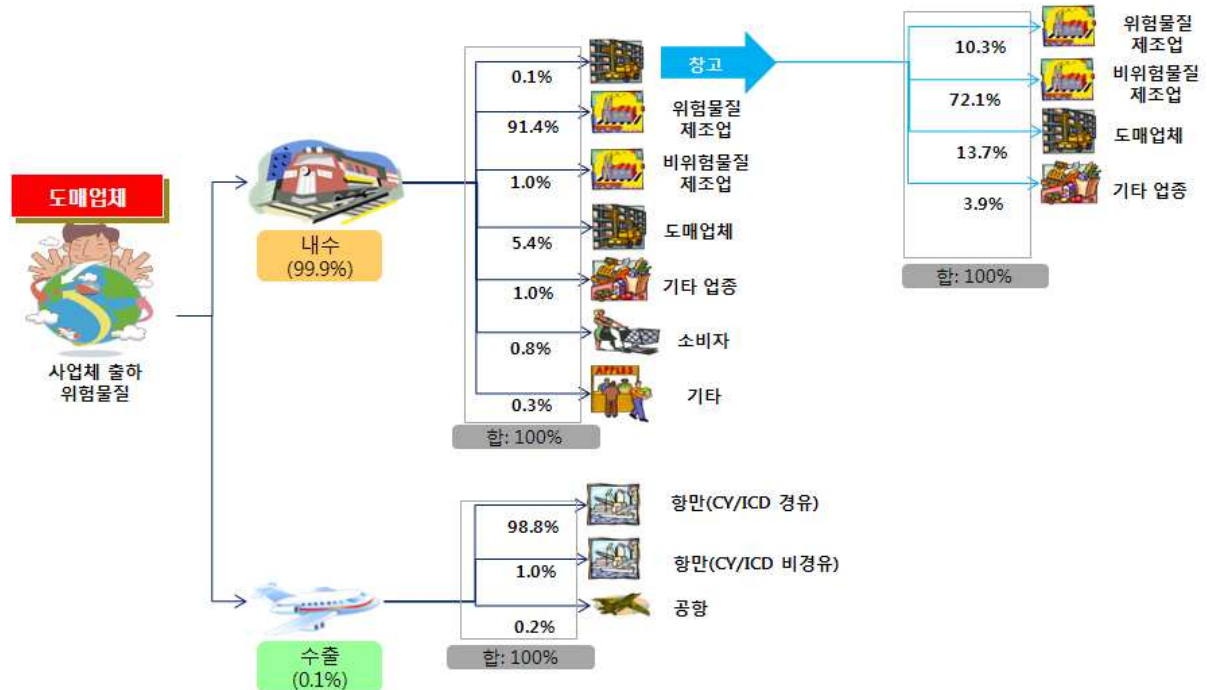 도매업체
사업체 출하
위험물질
내수
(99.9%)
0.1%
91.4%
1.0%
5.4%
1.0%
0.8%
0.3%
합: 100%
창고
위험물질
제조업
비위험물질
제조업
도매업체
기타 업종
소비자
APPLES
기타
10.3%
72.1%
13.7%
3.9%
합: 100%
위험물질
제조업
비위험물질
제조업
도매업체
기타 업종
수출
(0.1%)
98.8%
1.0%
0.2%
합: 100%
항만(CY/ICD 경유)
항만(CY/ICD 비경유)
공항